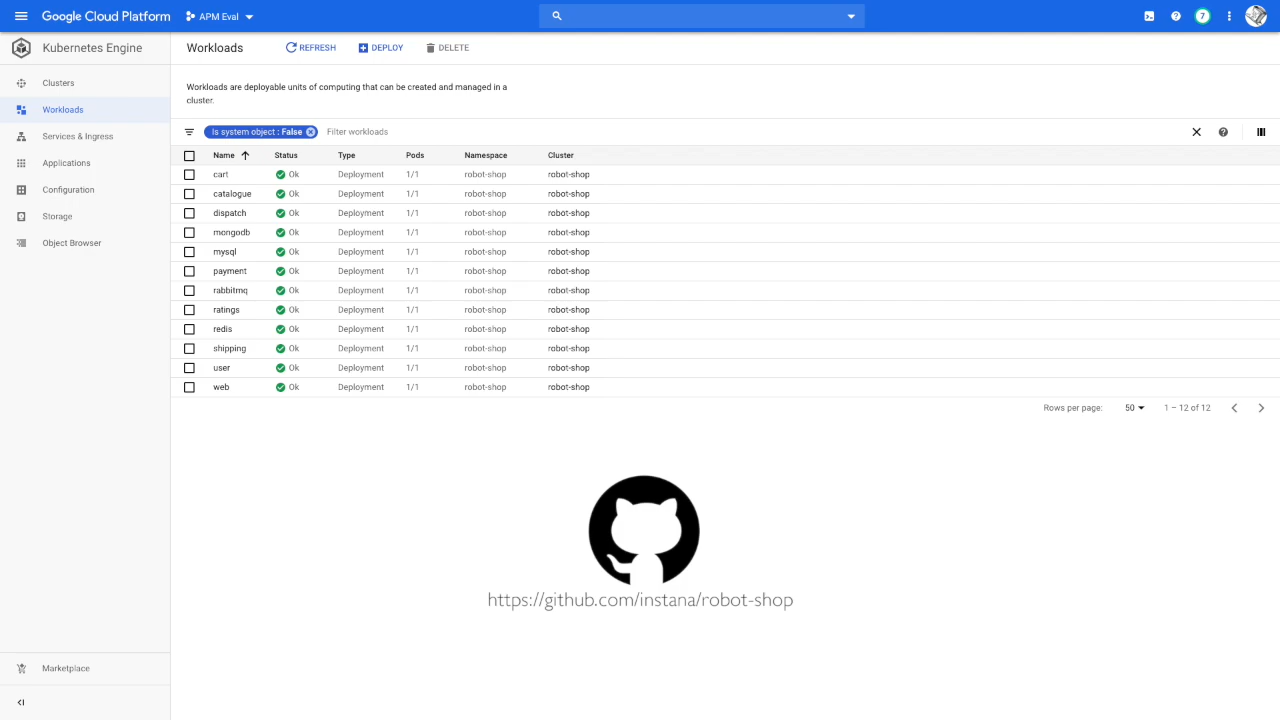 Google Cloud Platform APM Eval 7
Kubernetes Engine Workloads REFRESH DEPLOY DELETE
Clusters
Workloads
Services & Ingress
Applications
Configuration
Storage
Object Browser
Marketplace
Workloads are deployable units of computing that can be created and managed in a
cluster.
Is system object : False Filter workloads
Name Status Type Pods Namespace Cluster
cart Ok Deployment 1/1 robot-shop robot-shop
catalogue Ok Deployment 1/1 robot-shop robot-shop
dispatch Ok Deployment 1/1 robot-shop robot-shop
mongodb Ok Deployment 1/1 robot-shop robot-shop
mysql Ok Deployment 1/1 robot-shop robot-shop
payment Ok Deployment 1/1 robot-shop robot-shop
rabbitmq Ok Deployment 1/1 robot-shop robot-shop
ratings Ok Deployment 1/1 robot-shop robot-shop
redis Ok Deployment 1/1 robot-shop robot-shop
shipping Ok Deployment 1/1 robot-shop robot-shop
user Ok Deployment 1/1 robot-shop robot-shop
web Ok Deployment 1/1 robot-shop robot-shop
Rows per page: 50 1 – 12 of 12
https://github.com/instana/robot-shop